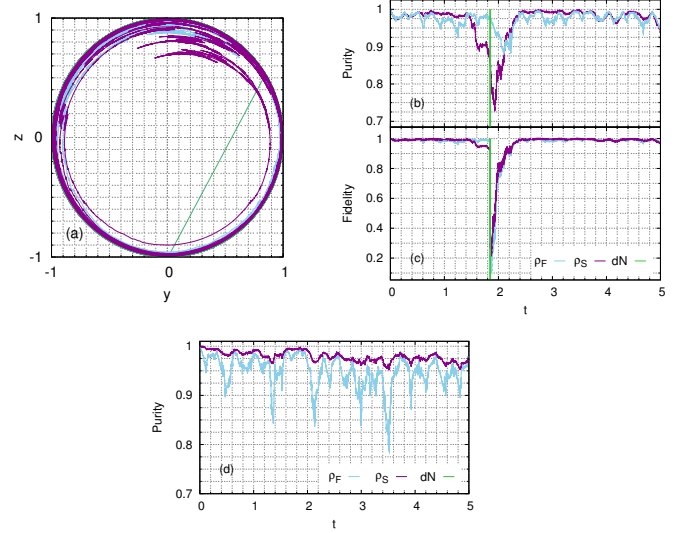 1
0
-1
z
-1
0
1
y
(a)
1
0.9
0.8
0.7
Purity
(b)
1
0.8
0.6
0.4
0.2
Fidelity
(c)
ρF ρS dN
0 1 2 3 4 5
t
1
0.9
0.8
0.7
Purity
(d)
ρF ρS dN
0 1 2 3 4 5
t